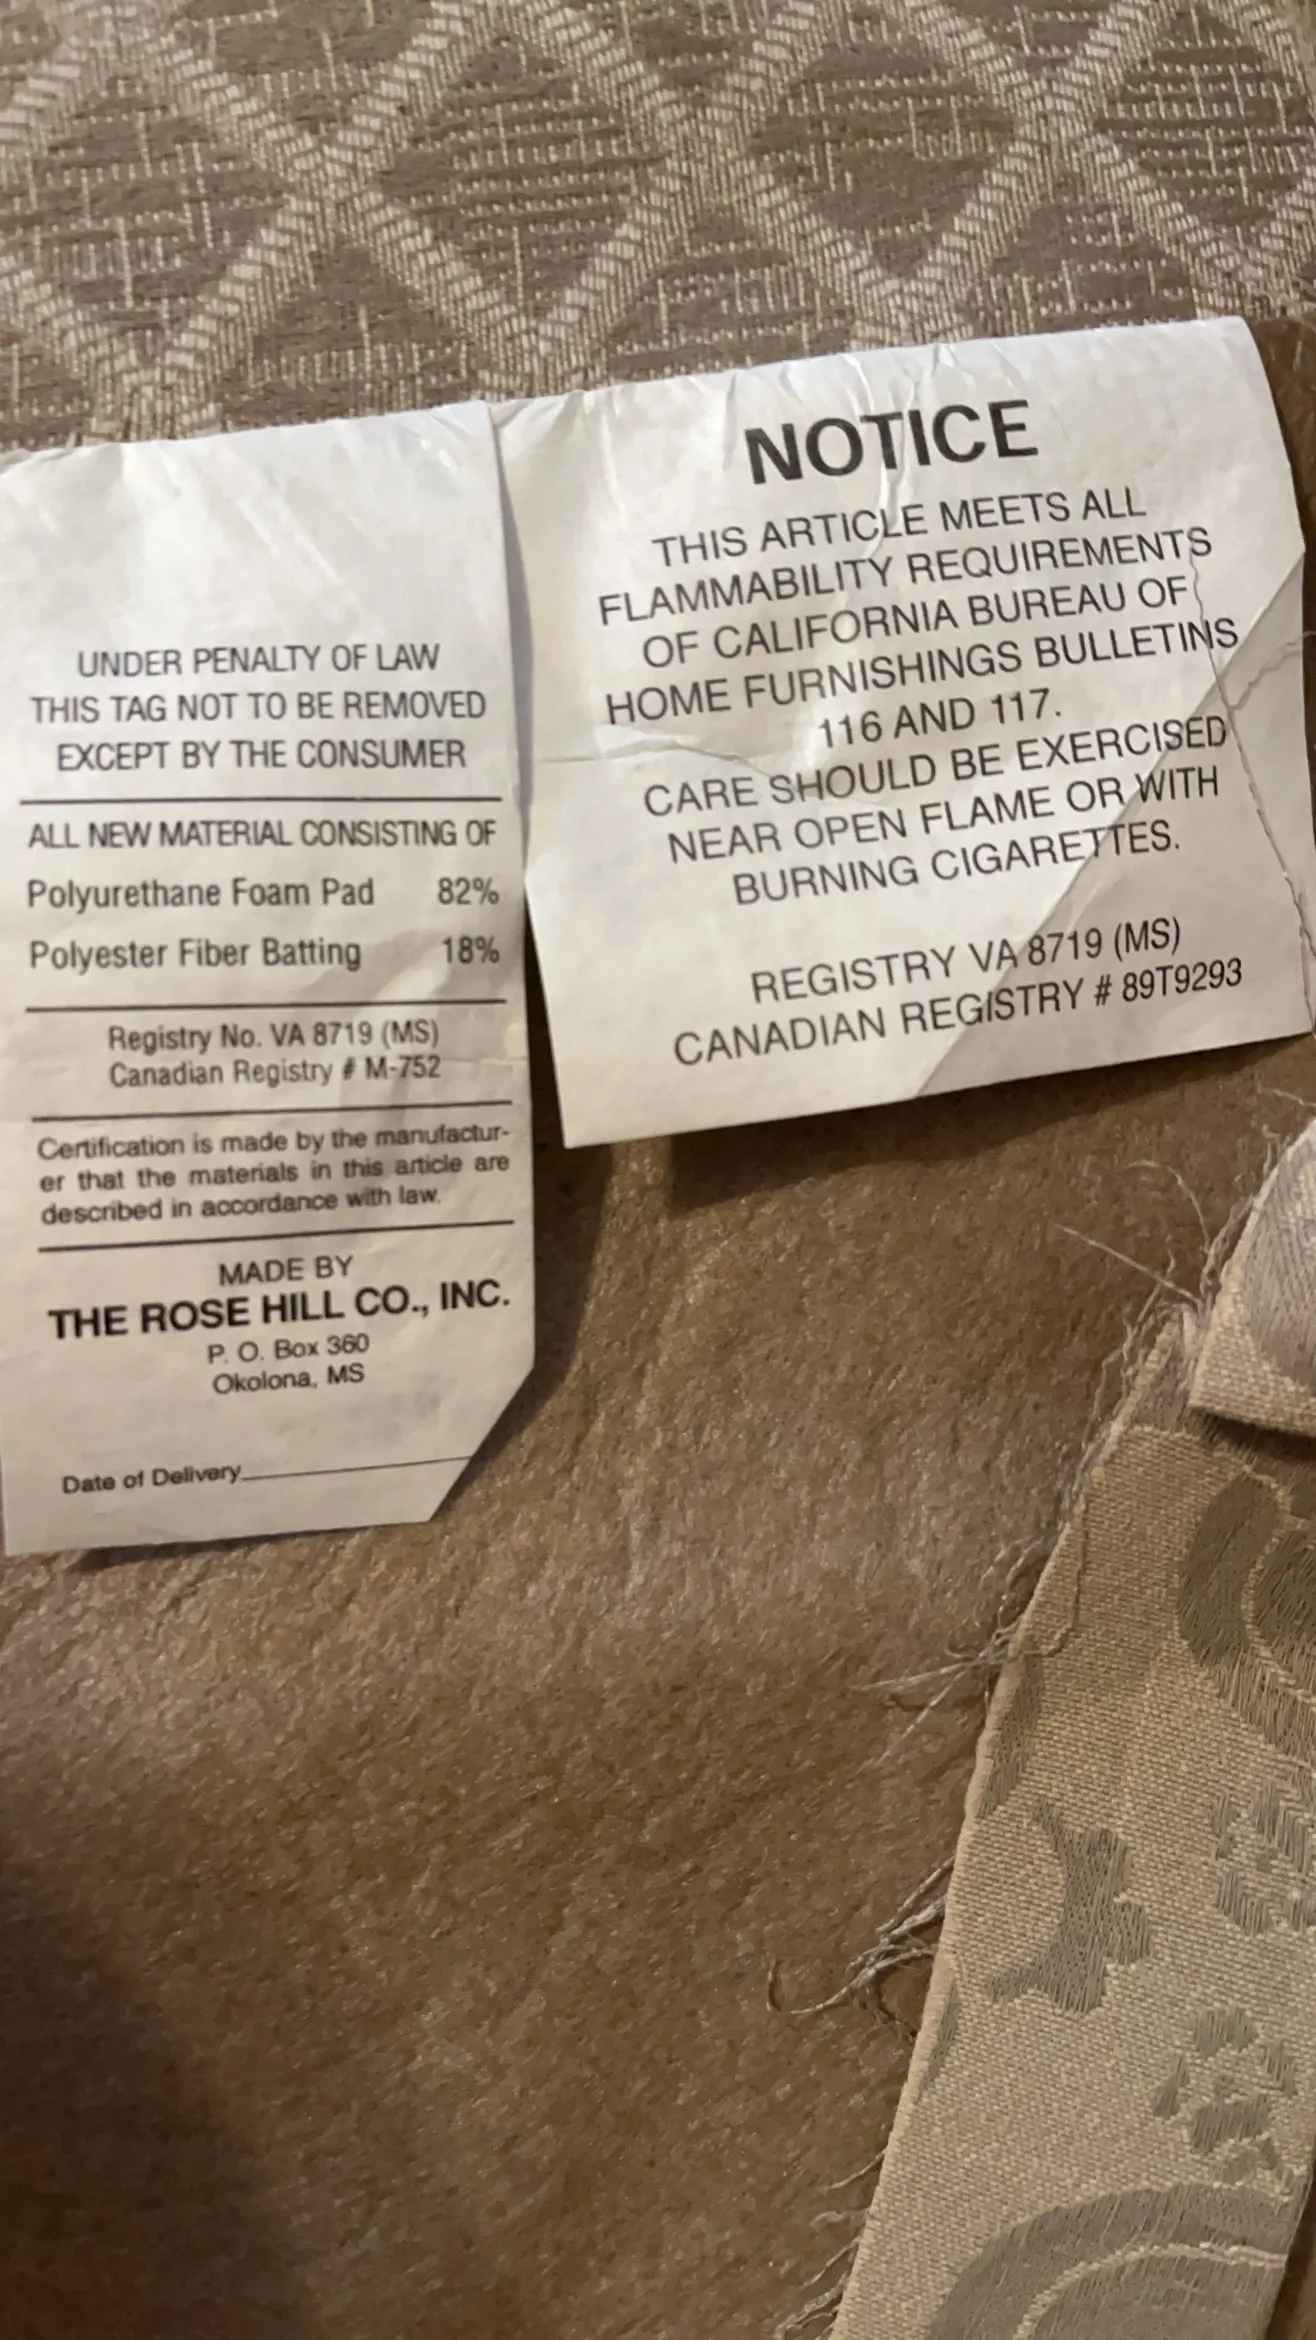 UNDER PENALTY OF LAW
THIS TAG NOT TO BE REMOVED
EXCEPT BY THE CONSUMER
ALL NEW MATERIAL CONSISTING OF
Polyurethane Foam Pad 82%
Polyester Fiber Batting 18%
Registry No. VA 8719 (MS)
Canadian Registry # M-752
Certification is made by the manufactur-
er that the materials in this article are
described in accordance with law.
MADE BY
THE ROSE HILL CO., INC.
P. O. Box 360
Okolona, MS
Date of Delivery
NOTICE
THIS ARTICLE MEETS ALL
FLAMMABILITY REQUIREMENTS
OF CALIFORNIA BUREAU OF
HOME FURNISHINGS BULLETINS
116 AND 117.
CARE SHOULD BE EXERCISED
NEAR OPEN FLAME OR WITH
BURNING CIGARETTES.
REGISTRY VA 8719 (MS)
CANADIAN REGISTRY # 89T9293